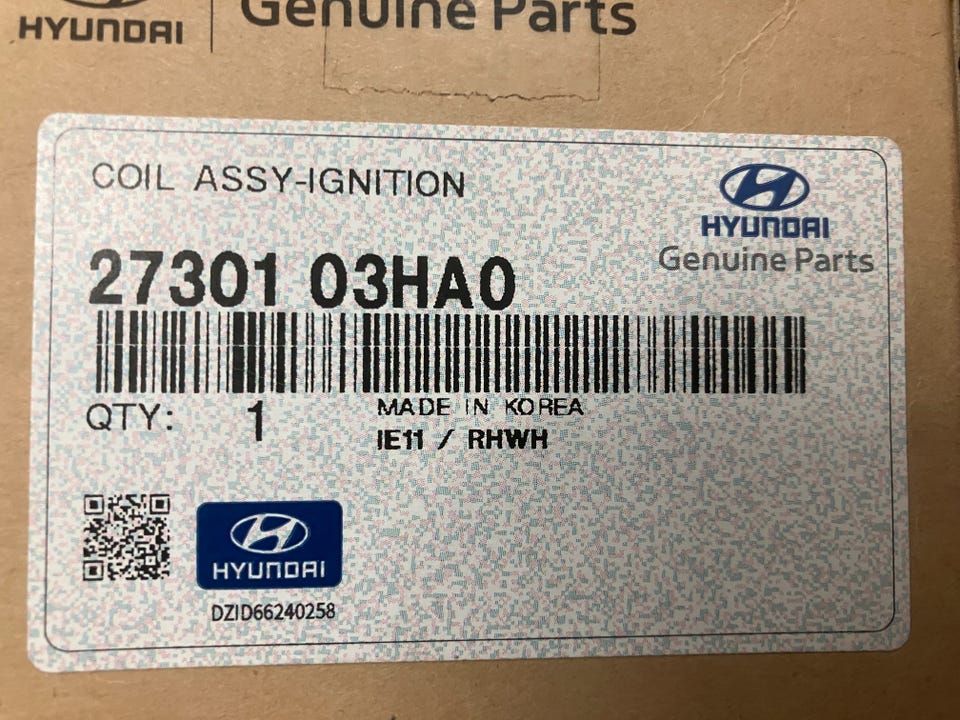 HYUNDAI
Genuine Parts
COIL ASSY-IGNITION
HYUNDAI
Genuine Parts
27301 03HA0
QTY: 1
MADE IN KOREA
IE11 / RHWH
HYUNDAI
DZID66240258